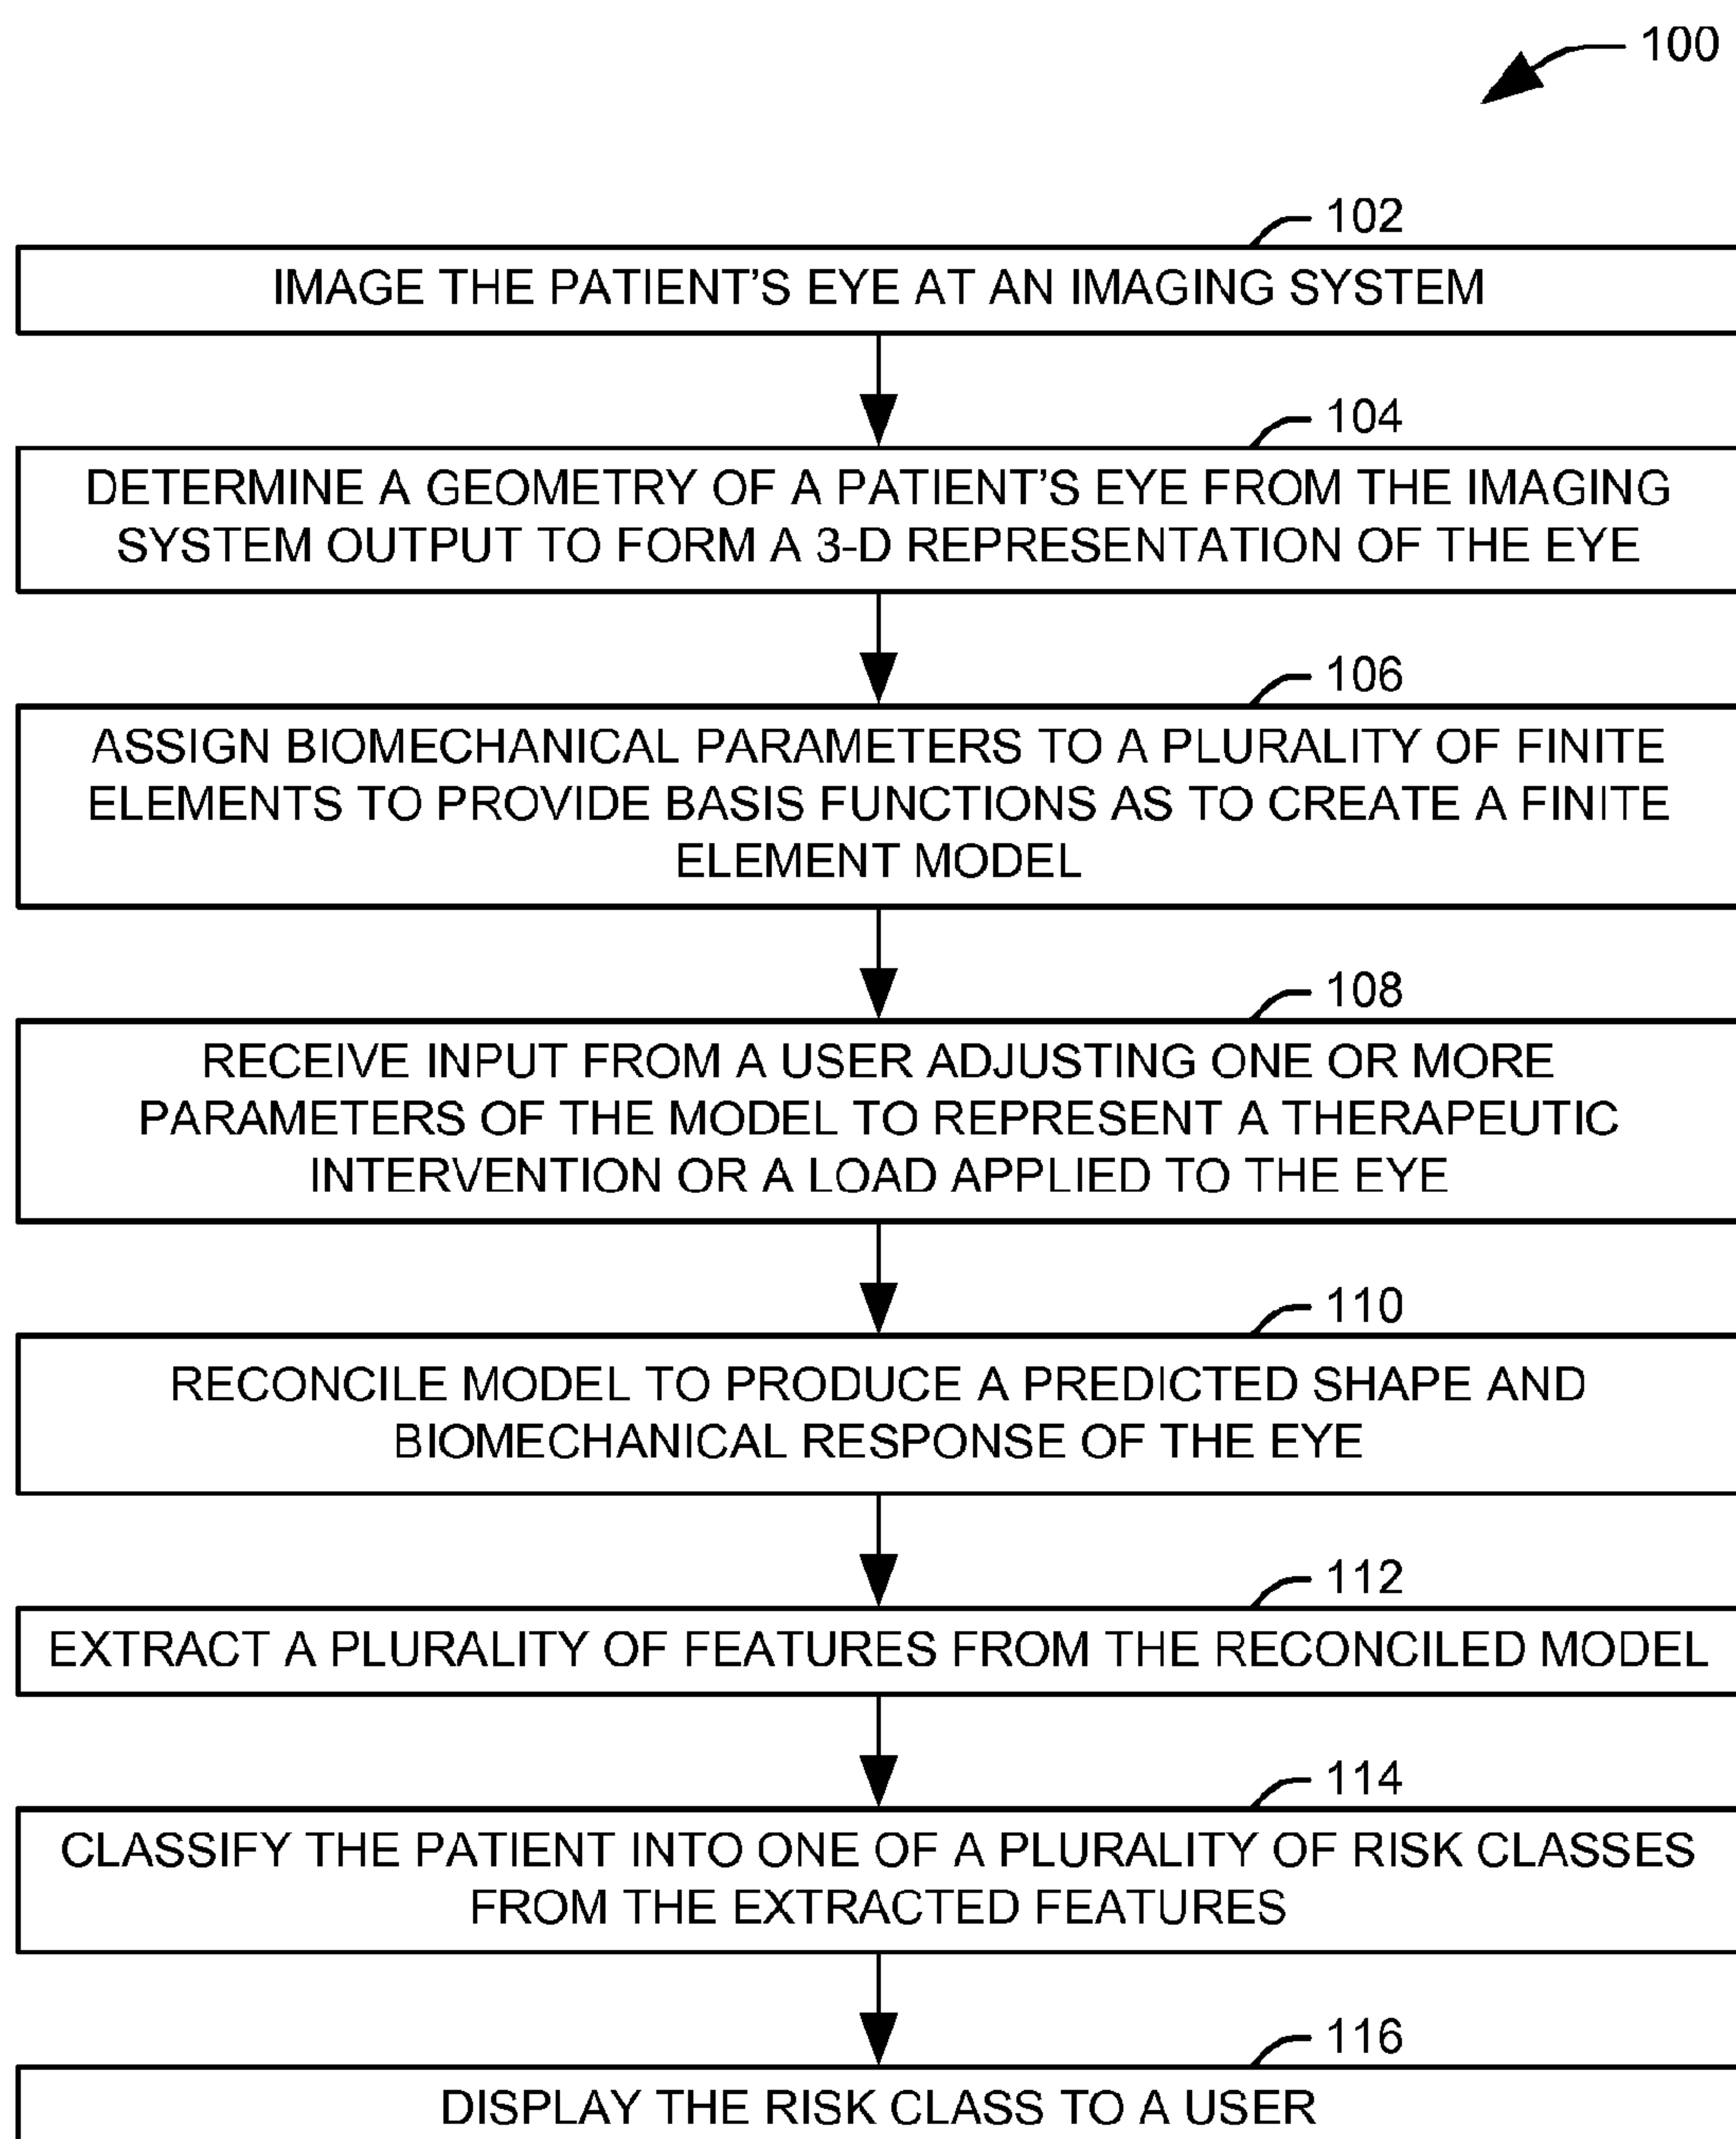 100
102
IMAGE THE PATIENT'S EYE AT AN IMAGING SYSTEM
104
DETERMINE A GEOMETRY OF A PATIENT'S EYE FROM THE IMAGING
SYSTEM OUTPUT TO FORM A 3-D REPRESENTATION OF THE EYE
106
ASSIGN BIOMECHANICAL PARAMETERS TO A PLURALITY OF FINITE
ELEMENTS TO PROVIDE BASIS FUNCTIONS AS TO CREATE A FINITE
ELEMENT MODEL
108
RECEIVE INPUT FROM A USER ADJUSTING ONE OR MORE
PARAMETERS OF THE MODEL TO REPRESENT A THERAPEUTIC
INTERVENTION OR A LOAD APPLIED TO THE EYE
110
RECONCILE MODEL TO PRODUCE A PREDICTED SHAPE AND
BIOMECHANICAL RESPONSE OF THE EYE
112
EXTRACT A PLURALITY OF FEATURES FROM THE RECONCILED MODEL
114
CLASSIFY THE PATIENT INTO ONE OF A PLURALITY OF RISK CLASSES
FROM THE EXTRACTED FEATURES
116
DISPLAY THE RISK CLASS TO A USER